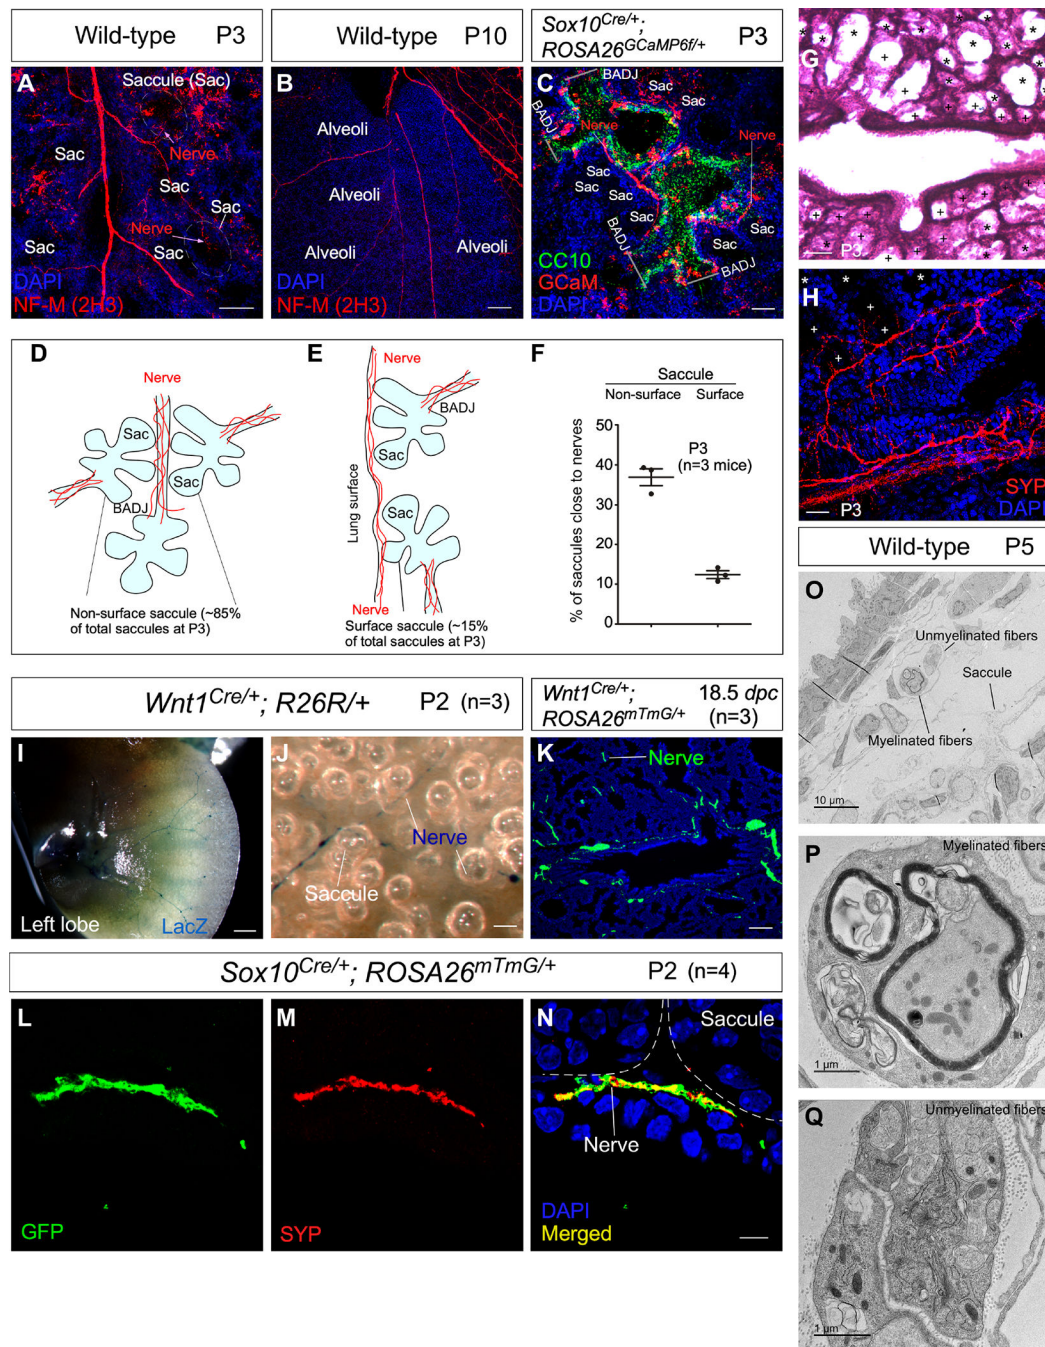 Wild-type P3
Wild-type P10
Sox10Cre/+;
ROSA26GCaMP6f/+ P3
A
Saccule (Sac)
Nerve
Sac
Sac
Sac
Nerve
Sac
Sac
DAPI
NF-M (2H3)
B
Alveoli
Alveoli
Alveoli
Alveoli
DAPI
NF-M (2H3)
C
BADJ
Sac
Sac
BADJ
Nerve
Nerve
Sac
Sac
Sac
Sac
Sac
BADJ
BADJ
CC10
GCaM
DAPI
G
P3
H
SYP
P3
DAPI
D
Nerve
Sac
Sac
BADJ
Non-surface saccule (~85%
of total saccules at P3)
E
Nerve
BADJ
Sac
Sac
Lung surface
Nerve
Surface saccule (~15%
of total saccules at P3)
F
Saccule
Non-surface Surface
% of saccules close to nerves
50
40
30
20
10
0
P3
(n=3 mice)
Wild-type P5
O
Unmyelinated fibers
Saccule
Myelinated fibers
10 µm
Wnt1Cre/+; R26R/+ P2 (n=3)
Wnt1Cre/+; 18.5 dpc
ROSA26mTmG/+ (n=3)
I
Left lobe
LacZ
J
Nerve
Saccule
K
Nerve
P
Myelinated fibers
1 µm
Sox10Cre/+; ROSA26mTmG/+ P2 (n=4)
L
GFP
M
SYP
N
Saccule
Nerve
DAPI
Merged
Q
Unmyelinated fibers
1 µm